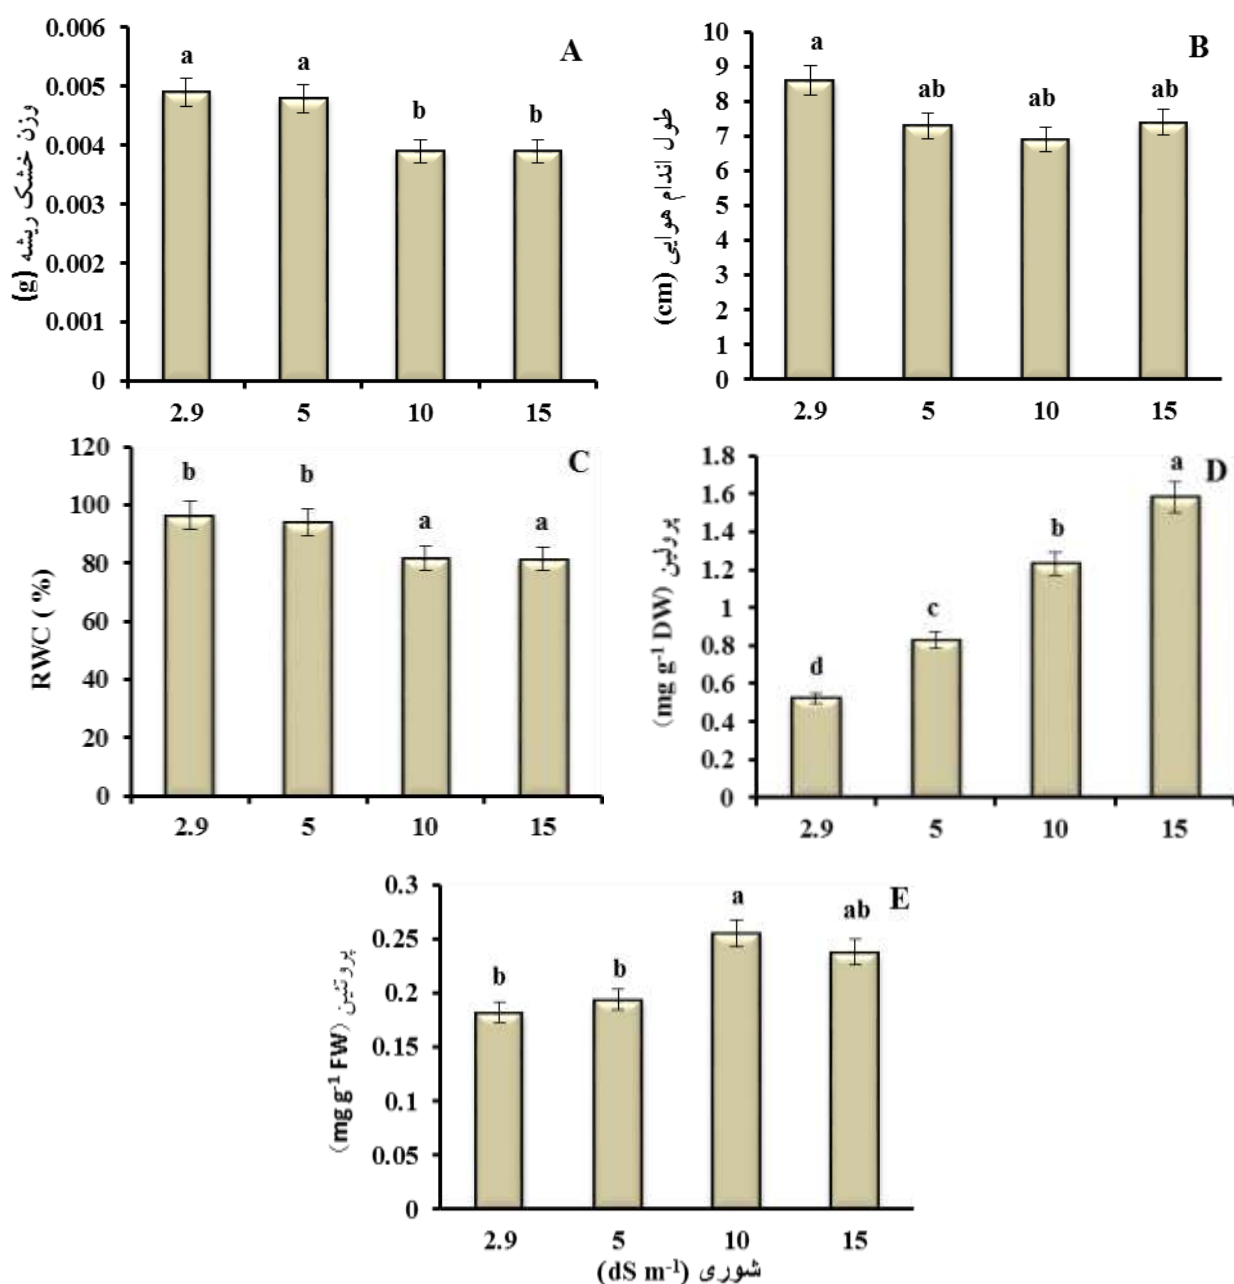 A
وزن خشک ریشه (g)
0.006
0.005
0.004
0.003
0.002
0.001
0
a
a
b
b
2.9
5
10
15
B
طول اندام هوایی (cm)
10
9
8
7
6
5
4
3
2
1
0
a
ab
ab
ab
2.9
5
10
15
C
RWC ( %)
120
100
80
60
40
20
0
b
b
a
a
2.9
5
10
15
D
پرولین (mg g⁻¹ DW)
1.8
1.6
1.4
1.2
1
0.8
0.6
0.4
0.2
0
d
c
b
a
2.9
5
10
15
E
پروتئین (mg g⁻¹ FW)
0.3
0.25
0.2
0.15
0.1
0.05
0
b
b
a
ab
2.9
5
10
15
شوری (dS m⁻¹)